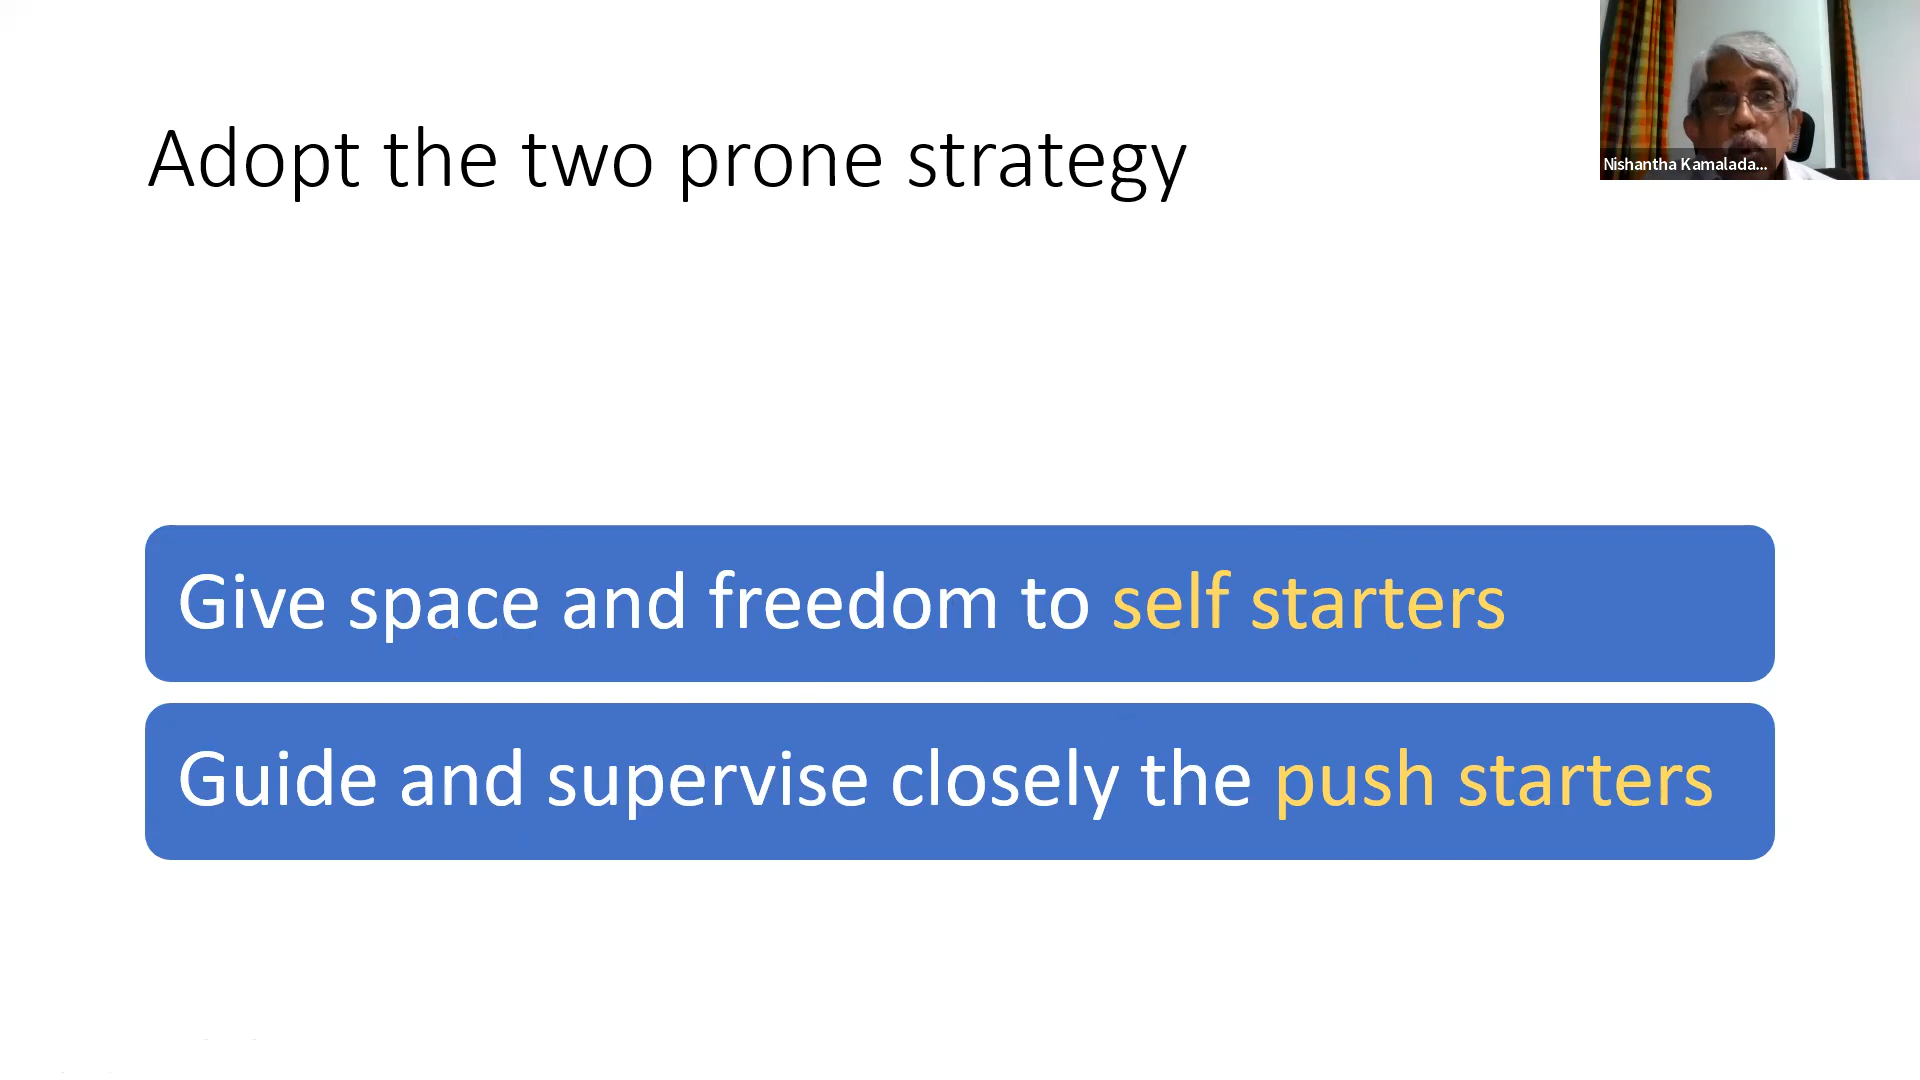 Adopt the two prone strategy
Nishantha Kamalada...
Give space and freedom to self starters
Guide and supervise closely the push starters